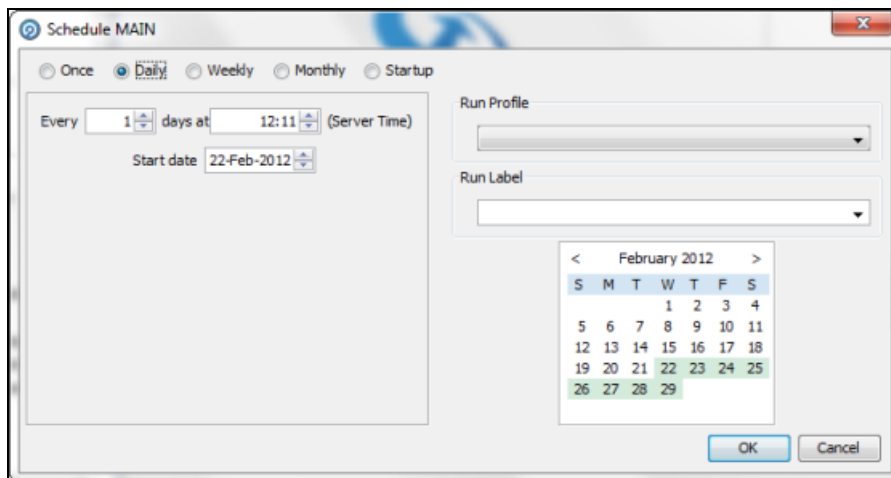 Schedule MAIN
Once Daily Weekly Monthly Startup
Every 1 days at 12:11 (Server Time)
Start date 22-Feb-2012
Run Profile
Run Label
< February 2012 >
S M T W T F S
1 2 3 4
5 6 7 8 9 10 11
12 13 14 15 16 17 18
19 20 21 22 23 24 25
26 27 28 29
OK Cancel